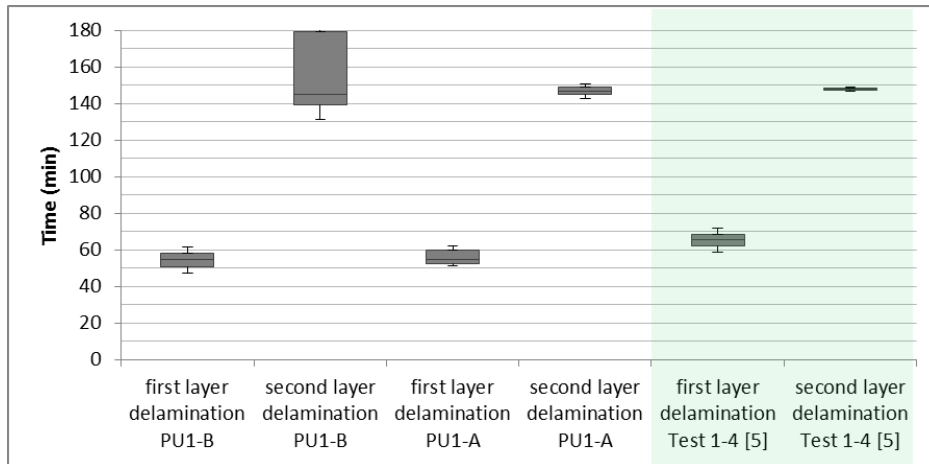 Time (min)
180
160
140
120
100
80
60
40
20
0
first layer
delamination
PU1-B
second layer
delamination
PU1-B
first layer
delamination
PU1-A
second layer
delamination
PU1-A
first layer
delamination
Test 1-4 [5]
second layer
delamination
Test 1-4 [5]